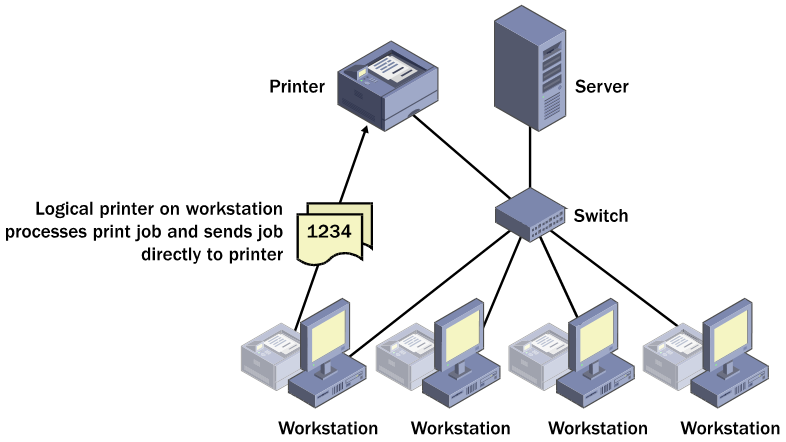 Printer
Server
Logical printer on workstation
processes print job and sends job
directly to printer
1234
Switch
Workstation
Workstation
Workstation
Workstation